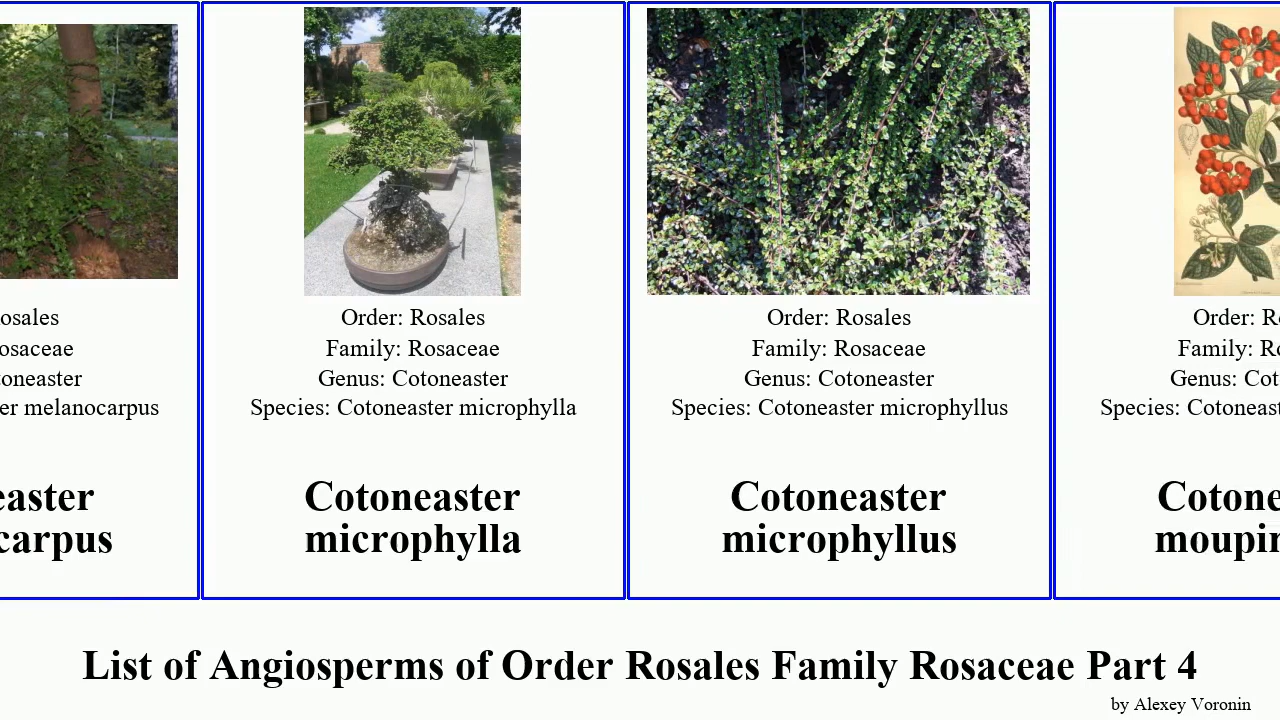 osales
osaceae
oneaster
er melanocarpus
easter
carpus
Order: Rosales
Family: Rosaceae
Genus: Cotoneaster
Species: Cotoneaster microphylla
Cotoneaster
microphylla
Order: Rosales
Family: Rosaceae
Genus: Cotoneaster
Species: Cotoneaster microphyllus
Cotoneaster
microphyllus
Order: R
Family: R
Genus: Cot
Species: Cotoneast
Cotone
moupin
List of Angiosperms of Order Rosales Family Rosaceae Part 4
by Alexey Voronin